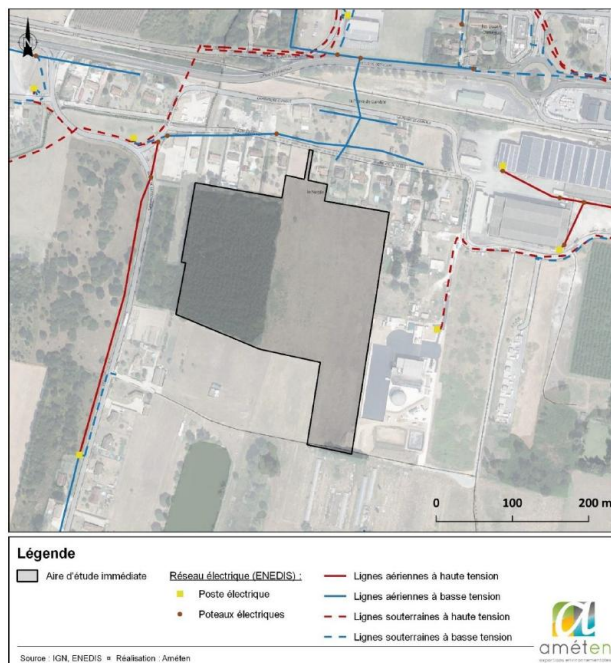 0 100 200 m
Légende
Aire d'étude immédiate
Réseau électrique (ENEDIS) :
Poste électrique
Poteaux électriques
Lignes aériennes à haute tension
Lignes aériennes à basse tension
Lignes souterraines à haute tension
Lignes souterraines à basse tension
améten
Source : IGN, ENEDIS ¤ Réalisation : Améten